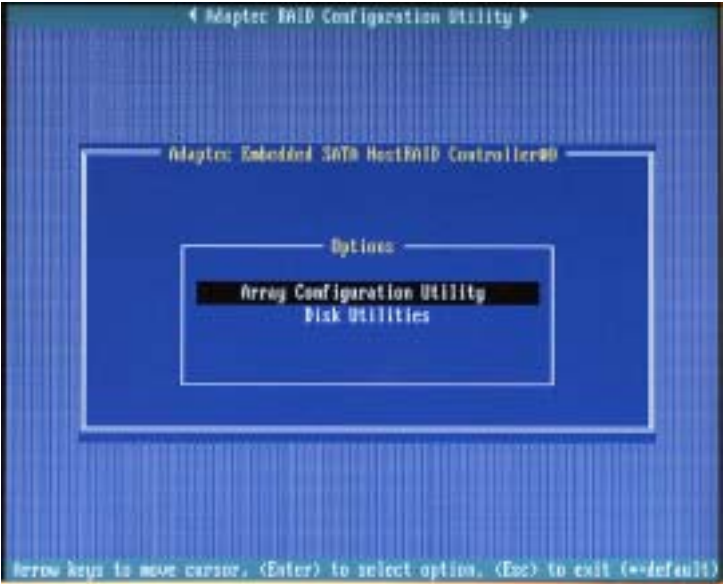 Adaptec RAID Configuration Utility
Adaptec Embedded SATA HostRAID Controller#0
Options
Array Configuration Utility
Disk Utilities
Arrow keys to move cursor, <Enter> to select option, <Esc> to exit (*=default)